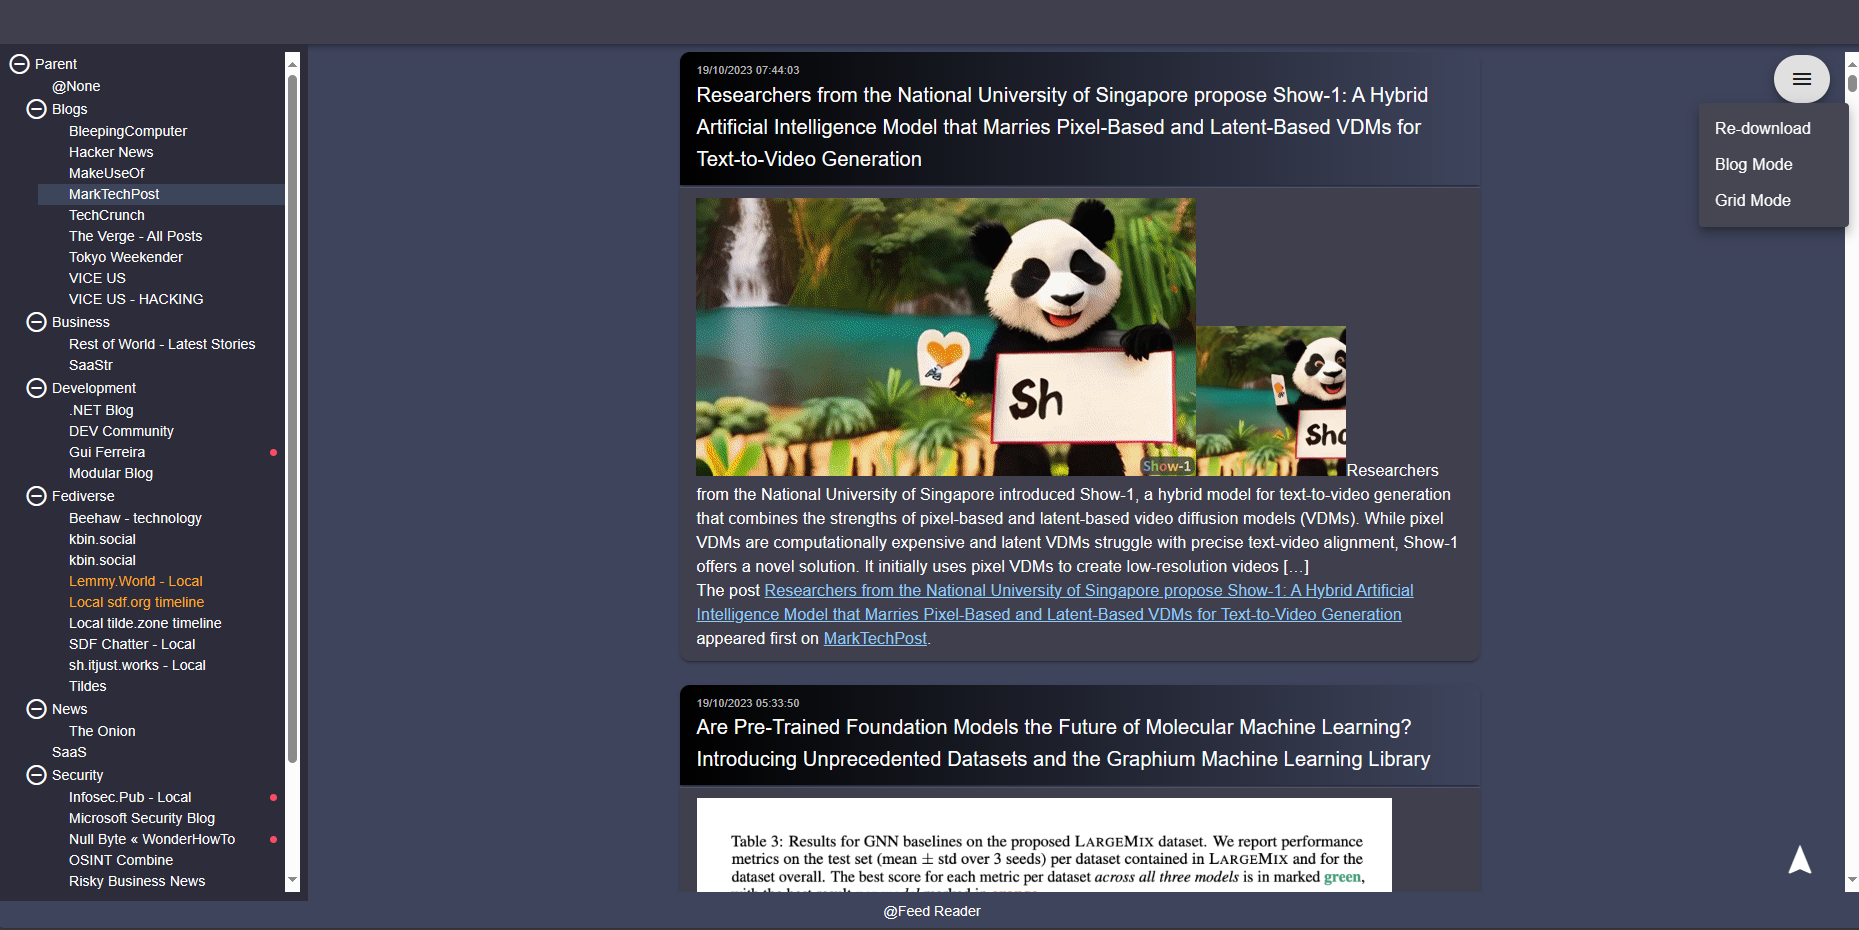 Parent
@None
Blogs
BleepingComputer
Hacker News
MakeUseOf
MarkTechPost
TechCrunch
The Verge - All Posts
Tokyo Weekender
VICE US
VICE US - HACKING
Business
Rest of World - Latest Stories
SaaStr
Development
.NET Blog
DEV Community
Gui Ferreira
Modular Blog
Fediverse
Beehaw - technology
kbin.social
kbin.social
Lemmy.World - Local
Local sdf.org timeline
Local tilde.zone timeline
SDF Chatter - Local
sh.itjust.works - Local
Tildes
News
The Onion
SaaS
Security
Infosec.Pub - Local
Microsoft Security Blog
Null Byte « WonderHowTo
OSINT Combine
Risky Business News
19/10/2023 07:44:03
Researchers from the National University of Singapore propose Show-1: A Hybrid
Artificial Intelligence Model that Marries Pixel-Based and Latent-Based VDMs for
Text-to-Video Generation
Sh
Show-1
Sho
Researchers
from the National University of Singapore introduced Show-1, a hybrid model for text-to-video generation
that combines the strengths of pixel-based and latent-based video diffusion models (VDMs). While pixel
VDMs are computationally expensive and latent VDMs struggle with precise text-video alignment, Show-1
offers a novel solution. It initially uses pixel VDMs to create low-resolution videos […]
The post Researchers from the National University of Singapore propose Show-1: A Hybrid Artificial
Intelligence Model that Marries Pixel-Based and Latent-Based VDMs for Text-to-Video Generation
appeared first on MarkTechPost.
19/10/2023 05:33:50
Are Pre-Trained Foundation Models the Future of Molecular Machine Learning?
Introducing Unprecedented Datasets and the Graphium Machine Learning Library
Table 3: Results for GNN baselines on the proposed LARGEMIX dataset. We report performance
metrics on the test set (mean ± std over 3 seeds) per dataset contained in LARGEMIX and for the
dataset overall. The best score for each metric per dataset across all three models is in marked green,
Re-download
Blog Mode
Grid Mode
@Feed Reader